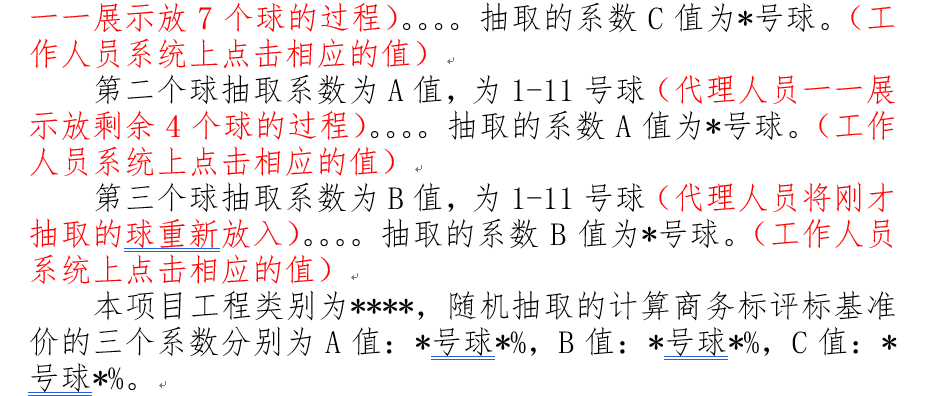 一一展示放 7 个球的过程）。。。。抽取的系数 C 值为*号球。（工
作人员系统上点击相应的值）
第二个球抽取系数为 A 值，为 1-11 号球（代理人员一一展
示放剩余 4 个球的过程）。。。。抽取的系数 A 值为*号球。（工作
人员系统上点击相应的值）
第三个球抽取系数为 B 值，为 1-11 号球（代理人员将刚才
抽取的球重新放入）。。。。抽取的系数 B 值为*号球。（工作人员
系统上点击相应的值）
本项目工程类别为****，随机抽取的计算商务标评标基准
价的三个系数分别为 A 值：*号球*%，B 值：*号球*%，C 值：*
号球*%。